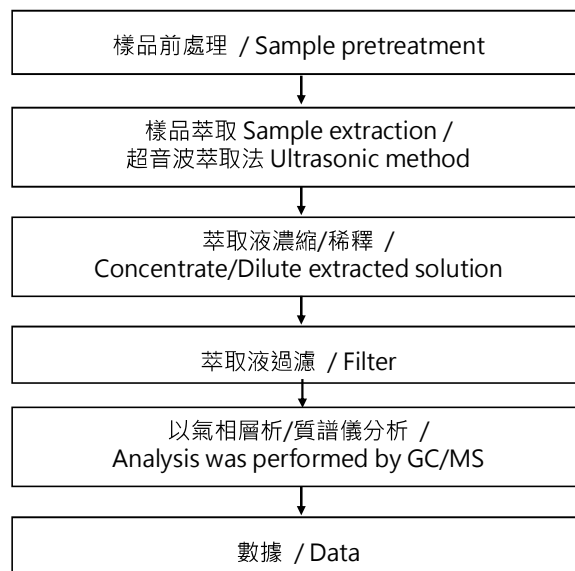 樣品前處理 / Sample pretreatment
樣品萃取 Sample extraction /
超音波萃取法 Ultrasonic method
萃取液濃縮/稀釋 /
Concentrate/Dilute extracted solution
萃取液過濾 / Filter
以氣相層析/質譜儀分析 /
Analysis was performed by GC/MS
數據 / Data